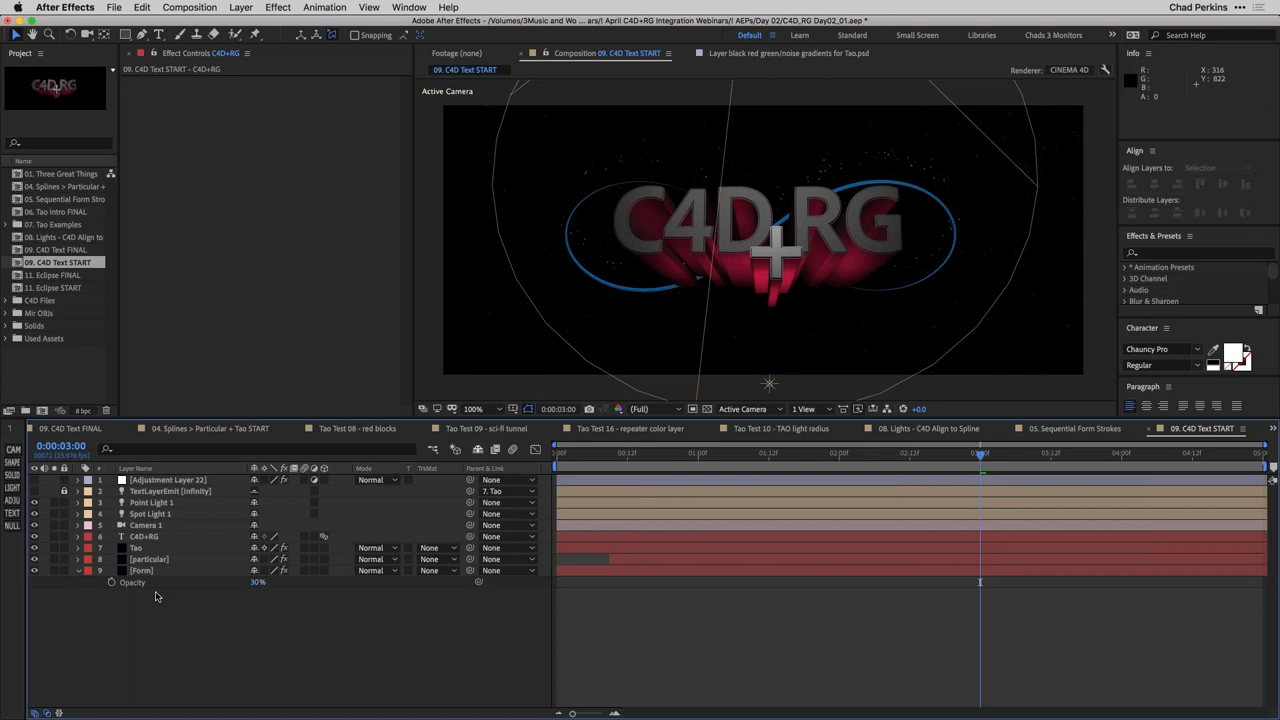 After Effects File Edit Composition Layer Effect Animation View Window Help Chad Perkins
Adobe After Effects - /Volumes/3Music and Wo . rarts/! April C4D+RG Integration Webinars/! AEPs/Day 02/C4D_RG Day02_01.aep *
Snapping
Default Learn Standard Small Screen Libraries Chads 3 Monitors Search Help
Project
Effect Controls C4D+RG
Footage (none) Composition 09. C4D Text START Layer black red green/noise gradients for Tao.psd
Info
09. C4D Text START • C4D+RG
09. C4D Text START
Renderer: CINEMA 4D
R: X: 316
G: Y: 822
B:
A: 0
Active Camera
C4D RG
+
Align
Align Layers to: Selection
Distribute Layers:
Name
01. Three Great Things
04. Splines > Particular +
05. Sequential Form Stro
06. Tao Intro FINAL
07. Tao Examples
08. Lights - C4D Align to
09. C4D Text FINAL
09. C4D Text START
11. Eclipse FINAL
11. Eclipse START
C4D Files
Mir OBJs
Solids
Used Assets
Effects & Presets
* Animation Presets
3D Channel
Audio
Blur & Sharpen
Character
Chauncy Pro
Regular
Paragraph
8 bpc
100% 0:00:03:00 (Full) Active Camera 1 View +0.0
09. C4D Text FINAL 04. Splines > Particular + Tao START Tao Test 08 - red blocks Tao Test 09 - sci-fi tunnel Tao Test 16 - repeater color layer Tao Test 10 - TAO light radius 08. Lights - C4D Align to Spline 05. Sequential Form Strokes 09. C4D Text START
CAM
SHAPE
SOLID
LIGHT
ADJU
TEXT
NULL
0:00:03:00
00072 (23.976 fps)
00:12f 01:00f 01:12f 02:00f 02:12f 03:00f 03:12f 04:00f 04:12f 05:0
# Layer Name Mode T TrkMat Parent & Link
1 [Adjustment Layer 22] Normal None
2 TextLayerEmit [infinity] 7. Tao
3 Point Light 1 None
4 Spot Light 1 None
5 Camera 1 None
6 T C4D+RG None
7 Tao Normal None None
8 [particular] Normal None None
9 [Form] Normal None None
Opacity 30%